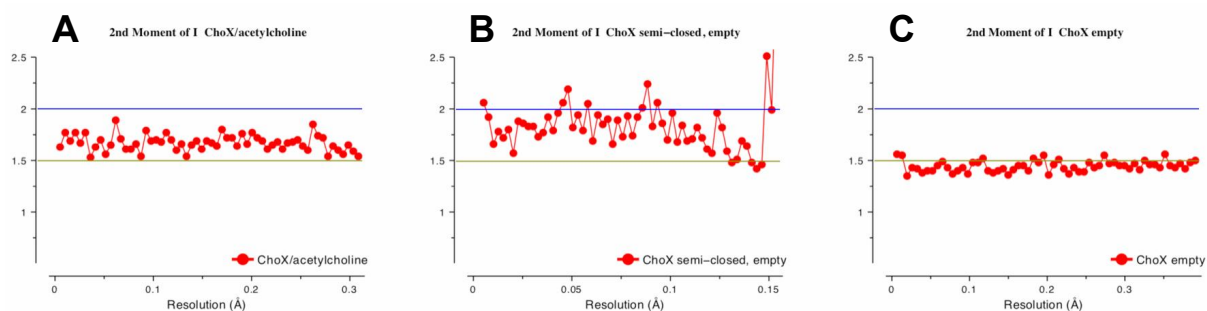 A
2nd Moment of I ChoX/acetylcholine
2.5
2
1.5
1
ChoX/acetylcholine
0 0.1 0.2 0.3
Resolution (Å)
B
2nd Moment of I ChoX semi−closed, empty
2.5
2
1.5
1
ChoX semi−closed, empty
0 0.05 0.1 0.15
Resolution (Å)
C
2nd Moment of I ChoX empty
2.5
2
1.5
1
ChoX empty
0 0.1 0.2 0.3
Resolution (Å)